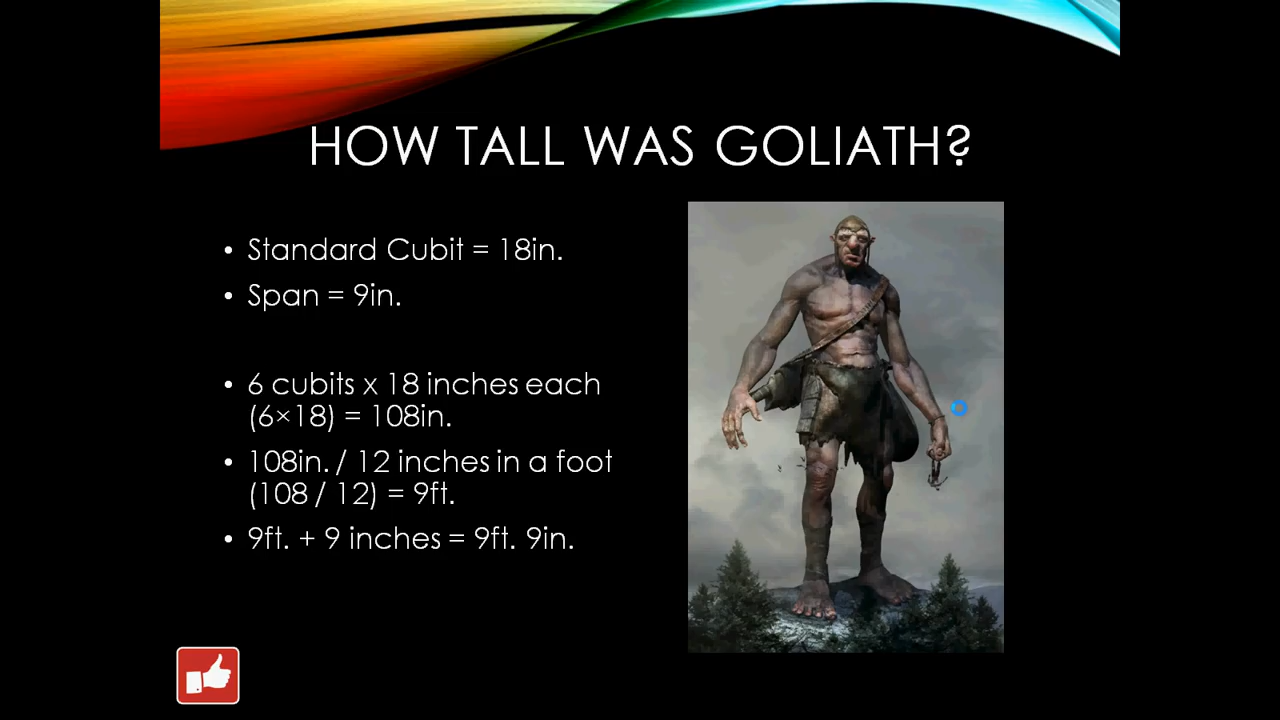 HOW TALL WAS GOLIATH?
• Standard Cubit = 18in.
• Span = 9in.
• 6 cubits x 18 inches each
(6×18) = 108in.
• 108in. / 12 inches in a foot
(108 / 12) = 9ft.
• 9ft. + 9 inches = 9ft. 9in.